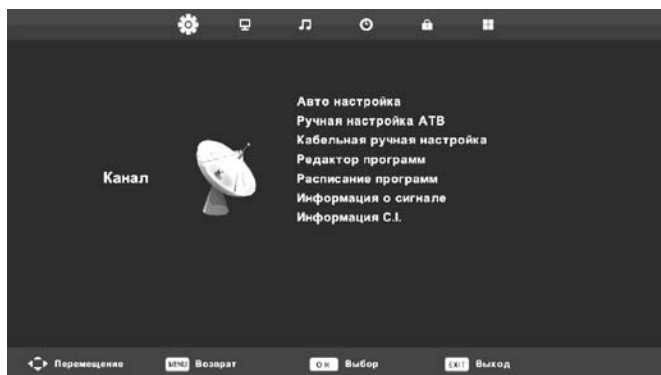 Авто настройка
Ручная настройка АТВ
Кабельная ручная настройка
Редактор программ
Расписание программ
Информация о сигнале
Информация C.I.
Канал
Перемещение MENU Возврат OK Выбор EXIT Выход